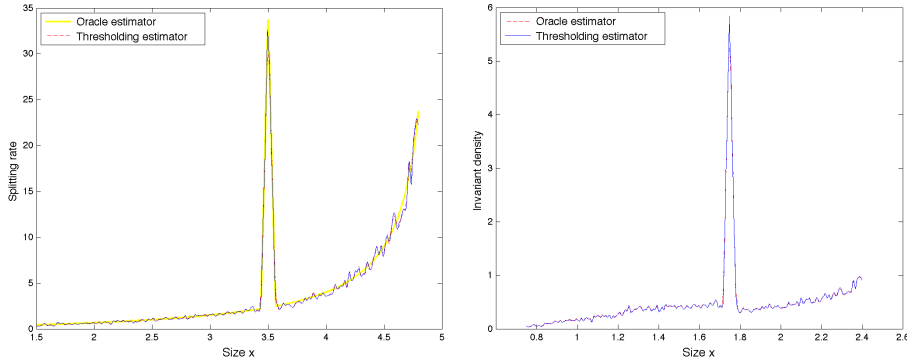 35
30
25
20
15
10
5
0
Splitting rate
Oracle estimator
Thresholding estimator
1.5 2 2.5 3 3.5 4 4.5 5
Size x
6
5
4
3
2
1
0
Invariant density
Oracle estimator
Thresholding estimator
0.8 1 1.2 1.4 1.6 1.8 2 2.2 2.4 2.6
Size x